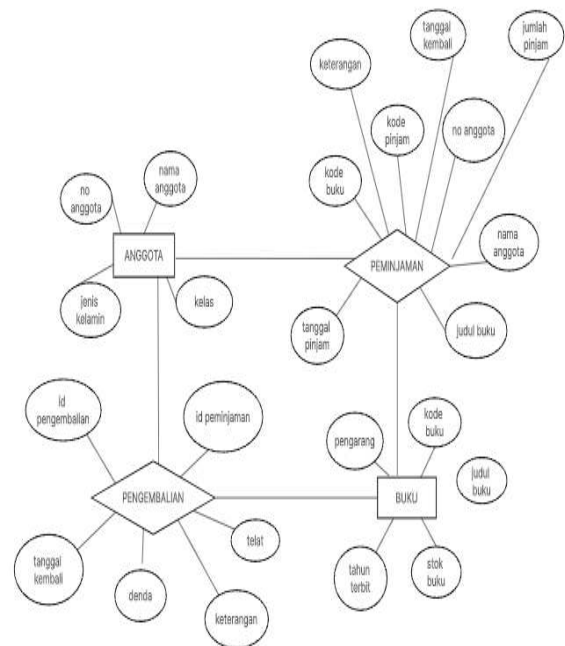 tanggal
kembali
jumlah
pinjam
keterangan
kode
pinjam
no anggota
nama
anggota
no
anggota
kode
buku
ANGGOTA
PEMINJAMAN
nama
anggota
jenis
kelamin
kelas
tanggal
pinjam
judul buku
id
pengembalian
id peminjaman
pengarang
kode
buku
judul
buku
PENGEMBALIAN
BUKU
telat
tanggal
kembali
denda
keterangan
tahun
terbit
stok
buku